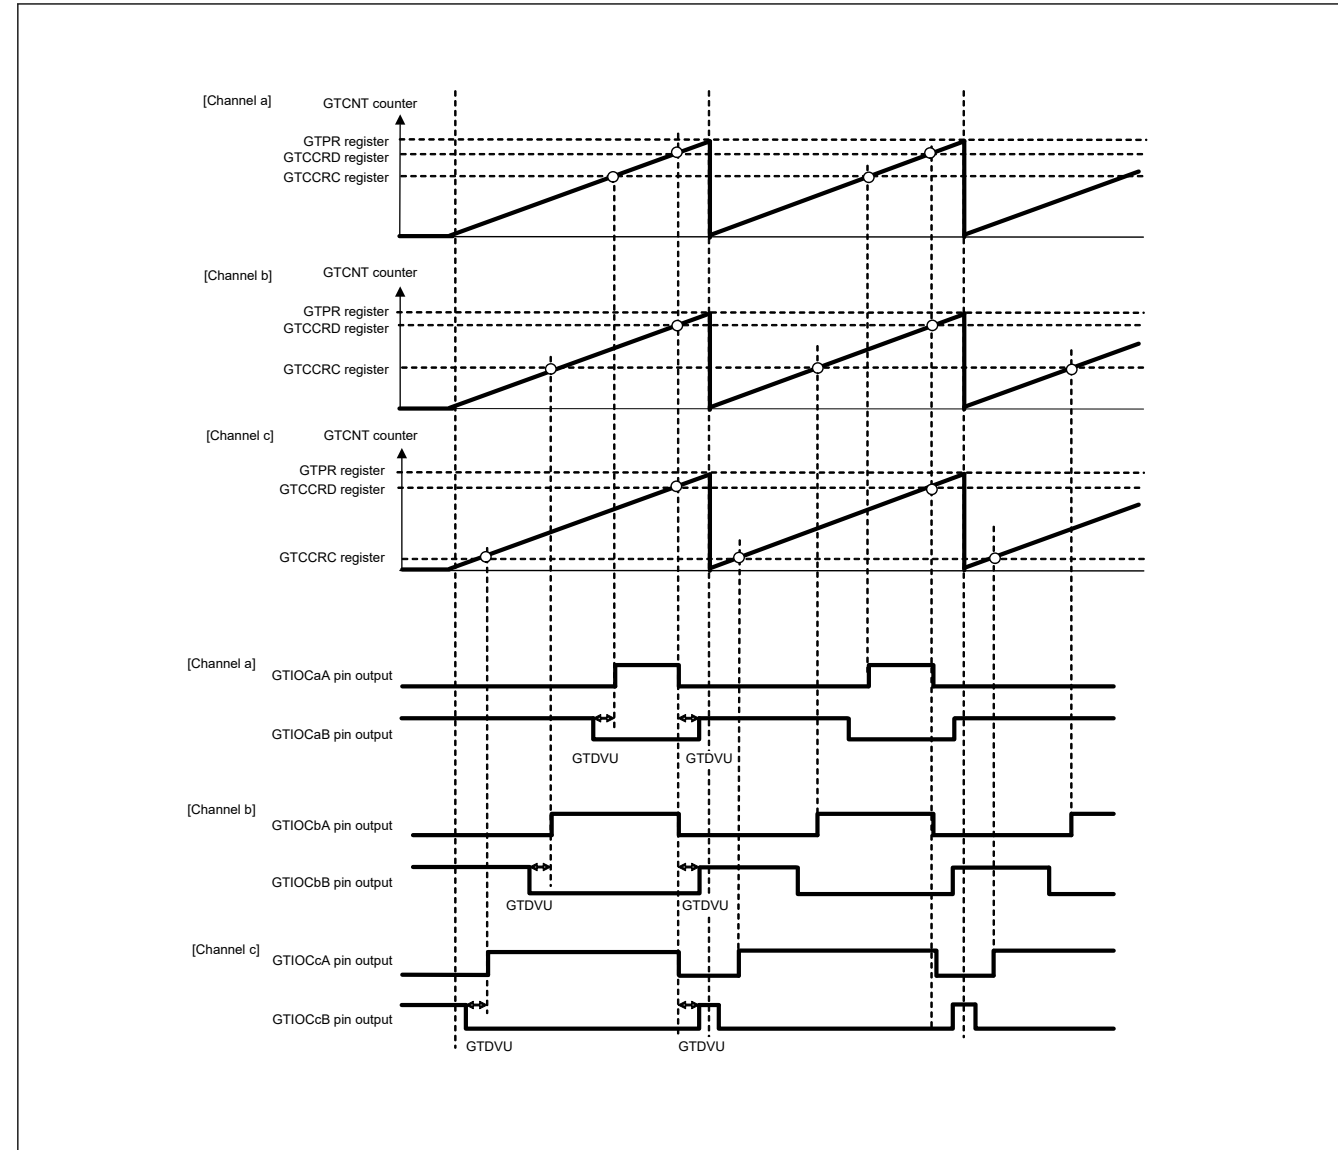 [Channel a]
GTCNT counter
GTPR register
GTCCRD register
GTCCRC register
[Channel b]
GTCNT counter
GTPR register
GTCCRD register
GTCCRC register
[Channel c]
GTCNT counter
GTPR register
GTCCRD register
GTCCRC register
[Channel a]
GTIOCaA pin output
GTIOCaB pin output
GTDVU GTDVU
[Channel b]
GTIOCbA pin output
GTIOCbB pin output
GTDVU GTDVU
[Channel c]
GTIOCcA pin output
GTIOCcB pin output
GTDVU GTDVU